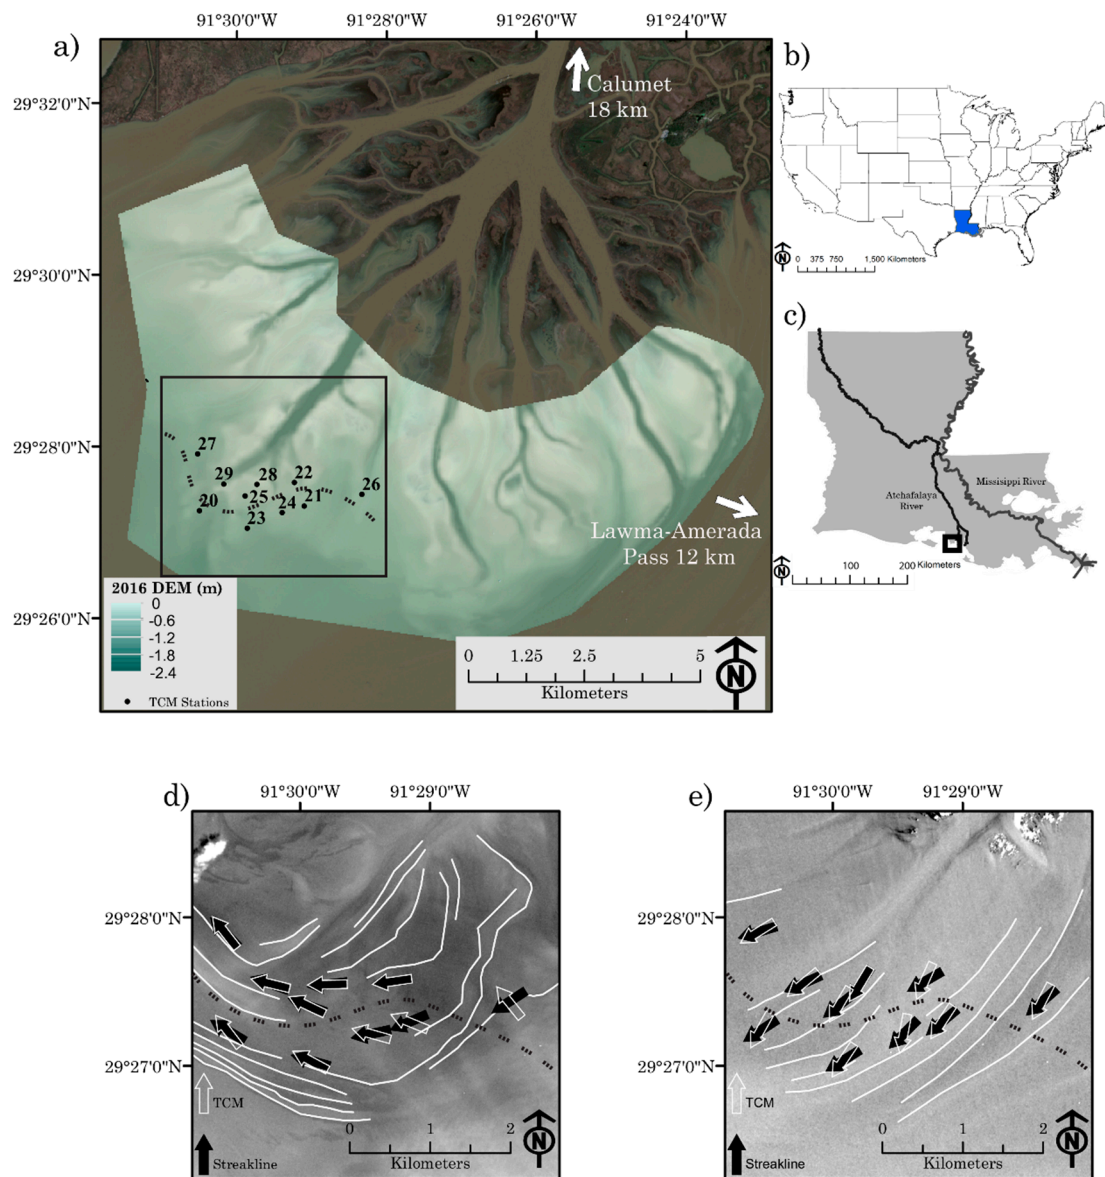 91°30'0"W 91°28'0"W 91°26'0"W 91°24'0"W
a)
29°32'0"N
29°30'0"N
29°28'0"N
29°26'0"N
Calumet
18 km
27
29
28
22
26
20
25
24
21
23
Lawma-Amerada
Pass 12 km
2016 DEM (m)
0
-0.6
-1.2
-1.8
-2.4
TCM Stations
0 1.25 2.5 5
Kilometers
N
b)
N
0 375 750 1,500 Kilometers
c)
Missisippi River
Atchafalaya
River
N
100 200 Kilometers
d)
91°30'0"W 91°29'0"W
29°28'0"N
29°27'0"N
TCM
Streakline
0 1 2
Kilometers
N
e)
91°30'0"W 91°29'0"W
29°28'0"N
29°27'0"N
TCM
Streakline
0 1 2
Kilometers
N